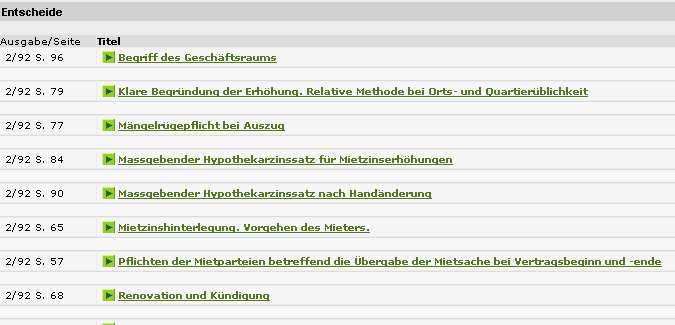 Entscheide
Ausgabe/Seite Titel
2/92 S. 96 Begriff des Geschäftsraums
2/92 S. 79 Klare Begründung der Erhöhung. Relative Methode bei Orts- und Quartierüblichkeit
2/92 S. 77 Mängelrügepflicht bei Auszug
2/92 S. 84 Massgebender Hypothekarzinssatz für Mietzinserhöhungen
2/92 S. 90 Massgebender Hypothekarzinssatz nach Handänderung
2/92 S. 65 Mietzinshinterlegung. Vorgehen des Mieters.
2/92 S. 57 Pflichten der Mietparteien betreffend die Übergabe der Mietsache bei Vertragsbeginn und -ende
2/92 S. 68 Renovation und Kündigung